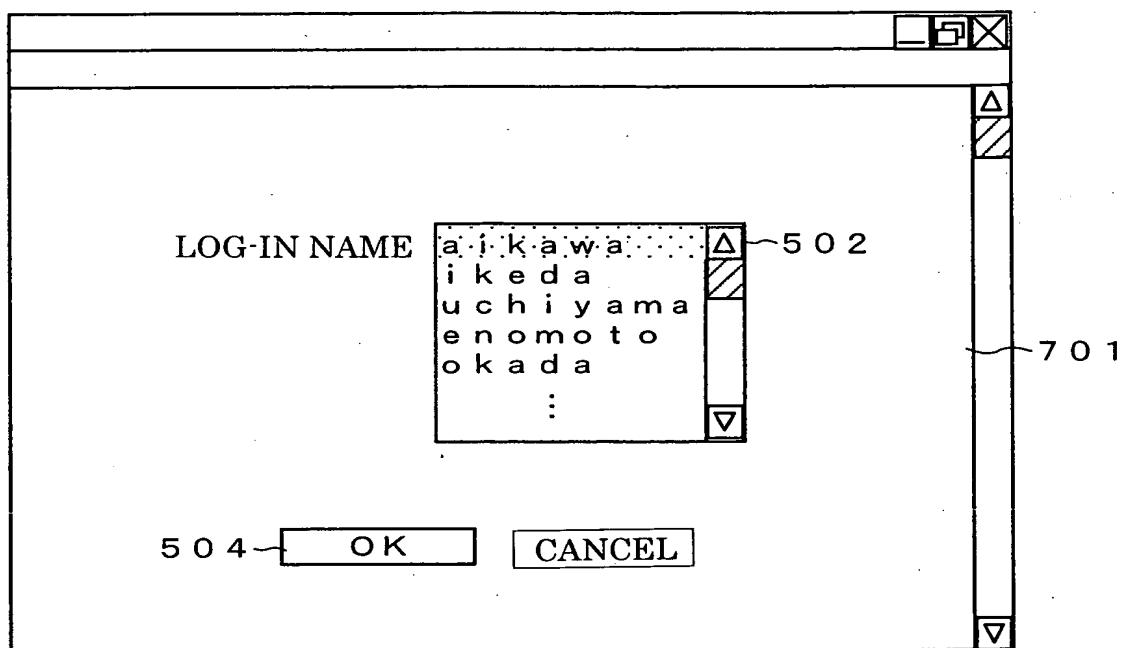 LOG-IN NAME
aikawa
502
ikeda
uchiyama
enomoto
okada
701
504
OK
CANCEL